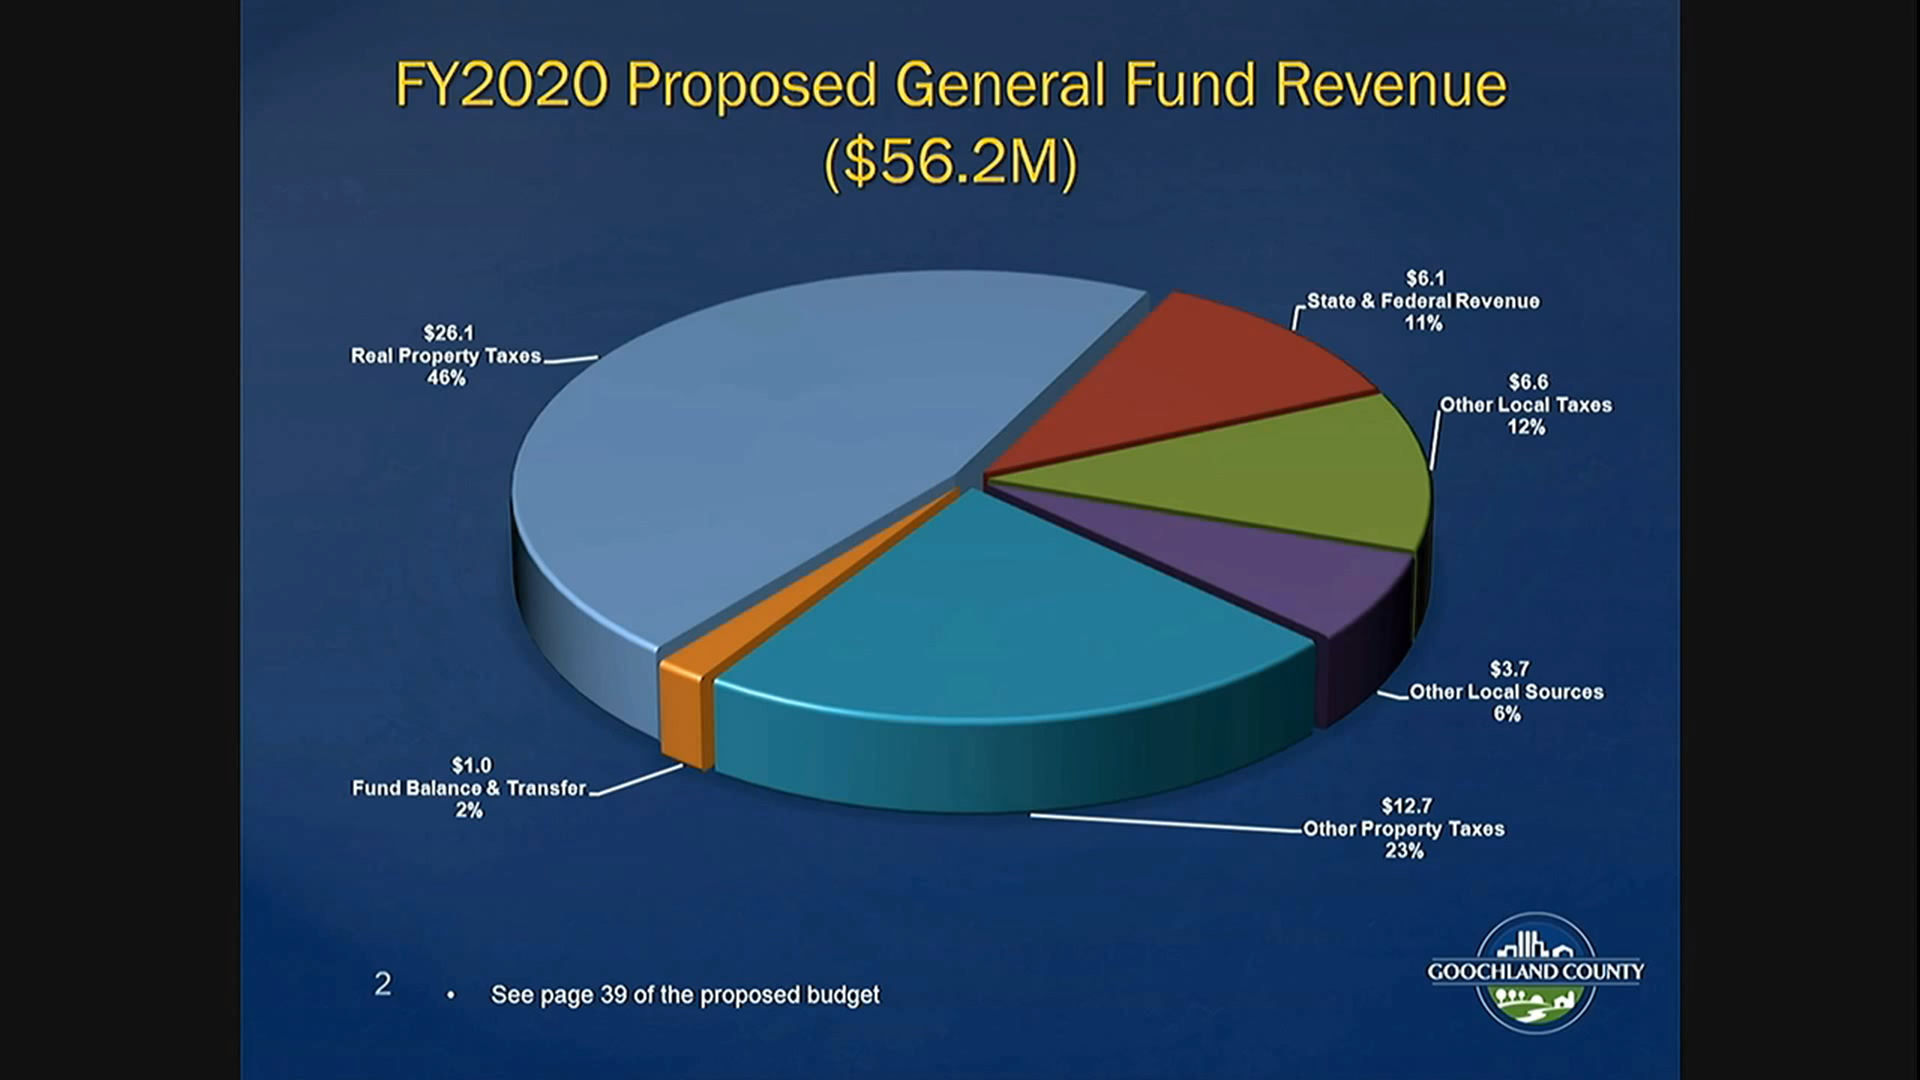 FY2020 Proposed General Fund Revenue
($56.2M)
$6.1
State & Federal Revenue
11%
$26.1
Real Property Taxes
46%
$6.6
Other Local Taxes
12%
$3.7
Other Local Sources
6%
$1.0
Fund Balance & Transfer
2%
$12.7
Other Property Taxes
23%
GOOCHLAND COUNTY
2
• See page 39 of the proposed budget